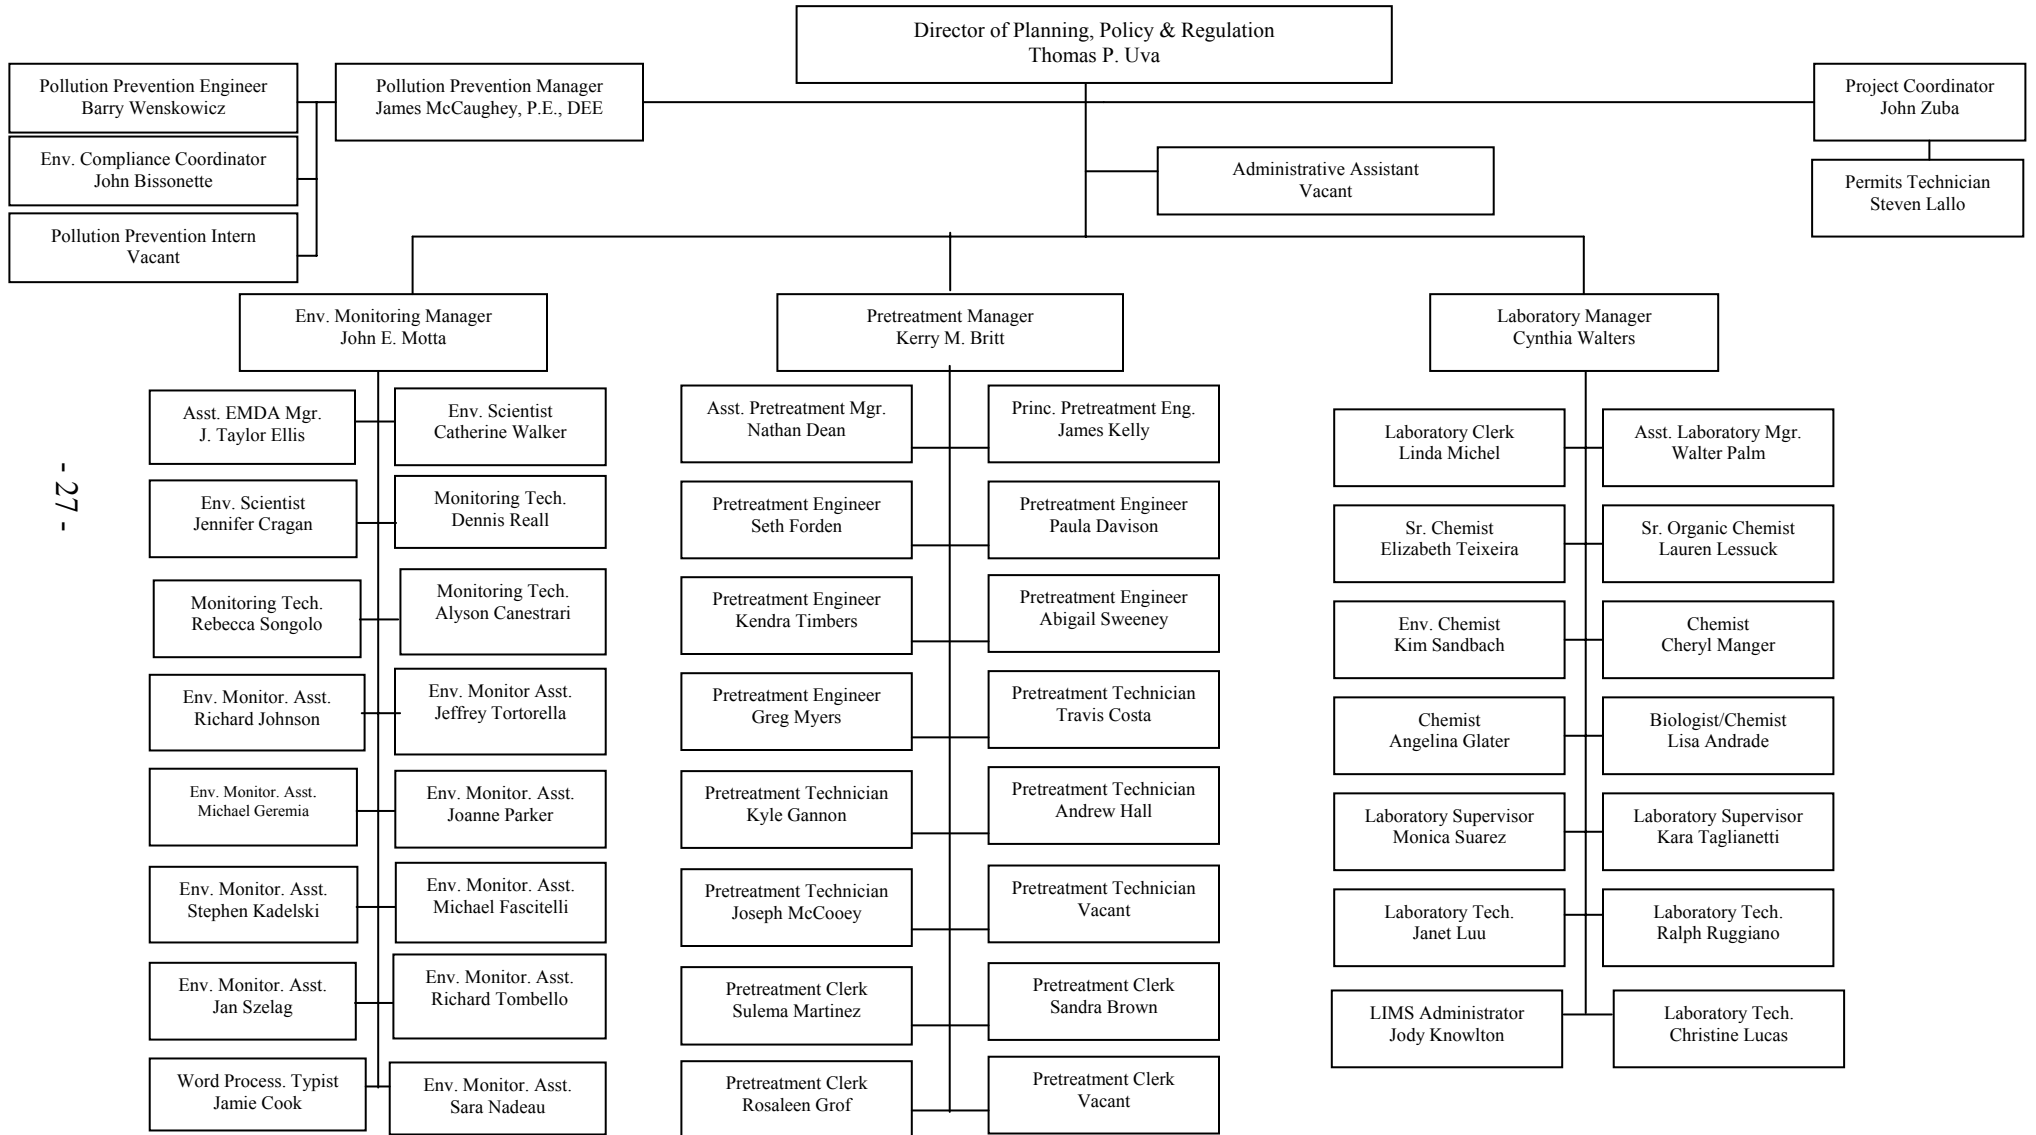 Director of Planning, Policy & Regulation
Thomas P. Uva
Pollution Prevention Engineer
Barry Wenskowicz
Pollution Prevention Manager
James McCaughey, P.E., DEE
Project Coordinator
John Zuba
Env. Compliance Coordinator
John Bissonette
Administrative Assistant
Vacant
Permits Technician
Steven Lallo
Pollution Prevention Intern
Vacant
Env. Monitoring Manager
John E. Motta
Pretreatment Manager
Kerry M. Britt
Laboratory Manager
Cynthia Walters
Asst. EMDA Mgr.
J. Taylor Ellis
Env. Scientist
Catherine Walker
Env. Scientist
Jennifer Cragan
Monitoring Tech.
Dennis Reall
Monitoring Tech.
Rebecca Songolo
Monitoring Tech.
Alyson Canestrari
Env. Monitor. Asst.
Richard Johnson
Env. Monitor Asst.
Jeffrey Tortorella
Env. Monitor. Asst.
Michael Geremia
Env. Monitor. Asst.
Joanne Parker
Env. Monitor. Asst.
Stephen Kadelski
Env. Monitor. Asst.
Michael Fascitelli
Env. Monitor. Asst.
Jan Szelag
Env. Monitor. Asst.
Richard Tombello
Word Process. Typist
Jamie Cook
Env. Monitor. Asst.
Sara Nadeau
Asst. Pretreatment Mgr.
Nathan Dean
Princ. Pretreatment Eng.
James Kelly
Pretreatment Engineer
Seth Forden
Pretreatment Engineer
Paula Davison
Pretreatment Engineer
Kendra Timbers
Pretreatment Engineer
Abigail Sweeney
Pretreatment Engineer
Greg Myers
Pretreatment Technician
Travis Costa
Pretreatment Technician
Kyle Gannon
Pretreatment Technician
Andrew Hall
Pretreatment Technician
Joseph McCooey
Pretreatment Technician
Vacant
Pretreatment Clerk
Sulema Martinez
Pretreatment Clerk
Sandra Brown
Pretreatment Clerk
Rosaleen Grof
Pretreatment Clerk
Vacant
Laboratory Clerk
Linda Michel
Asst. Laboratory Mgr.
Walter Palm
Sr. Chemist
Elizabeth Teixeira
Sr. Organic Chemist
Lauren Lessuck
Env. Chemist
Kim Sandbach
Chemist
Cheryl Manger
Chemist
Angelina Glater
Biologist/Chemist
Lisa Andrade
Laboratory Supervisor
Monica Suarez
Laboratory Supervisor
Kara Taglianetti
Laboratory Tech.
Janet Luu
Laboratory Tech.
Ralph Ruggiano
LIMS Administrator
Jody Knowlton
Laboratory Tech.
Christine Lucas
- 27 -